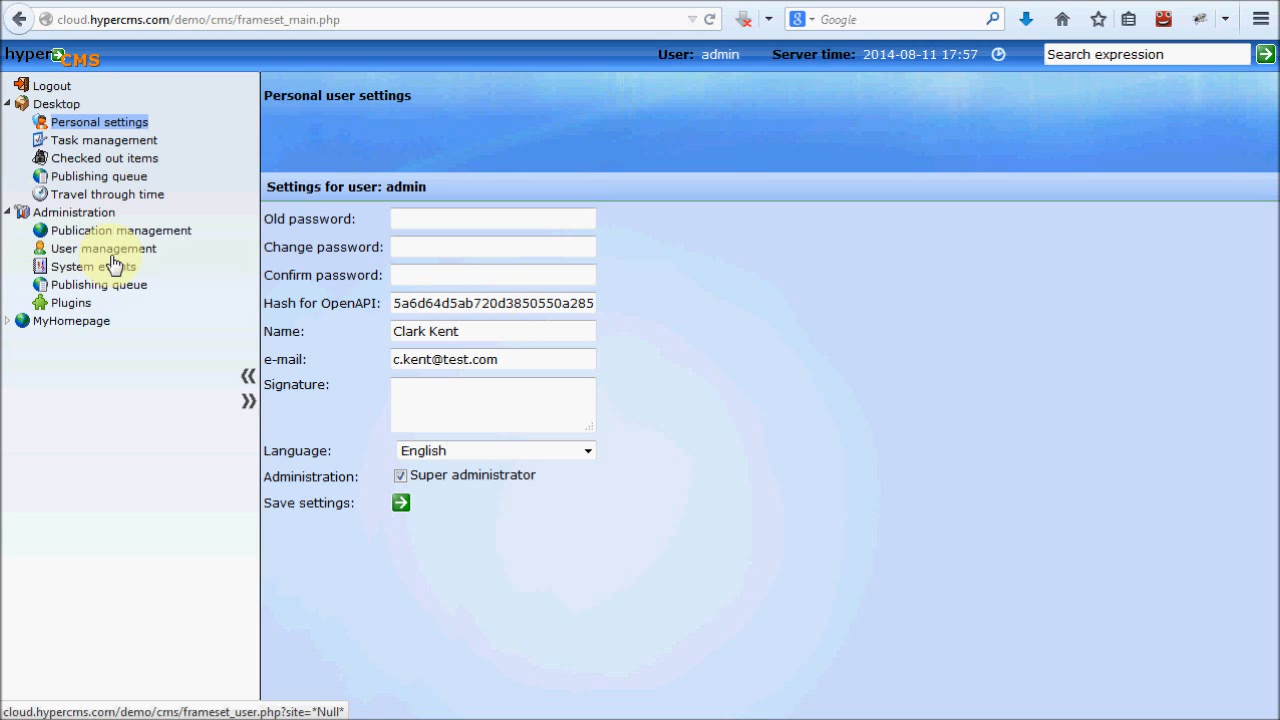 cloud.hypercms.com/demo/cms/frameset_main.php
Google
hyper CMS
User: admin
Server time: 2014-08-11 17:57
Search expression
Logout
Desktop
Personal settings
Task management
Checked out items
Publishing queue
Travel through time
Administration
Publication management
User management
System events
Publishing queue
Plugins
MyHomepage
Personal user settings
Settings for user: admin
Old password:
Change password:
Confirm password:
Hash for OpenAPI: 5a6d64d5ab720d3850550a285
Name: Clark Kent
e-mail: c.kent@test.com
Signature:
Language: English
Administration: Super administrator
Save settings:
cloud.hypercms.com/demo/cms/frameset_user.php?site=*Null*